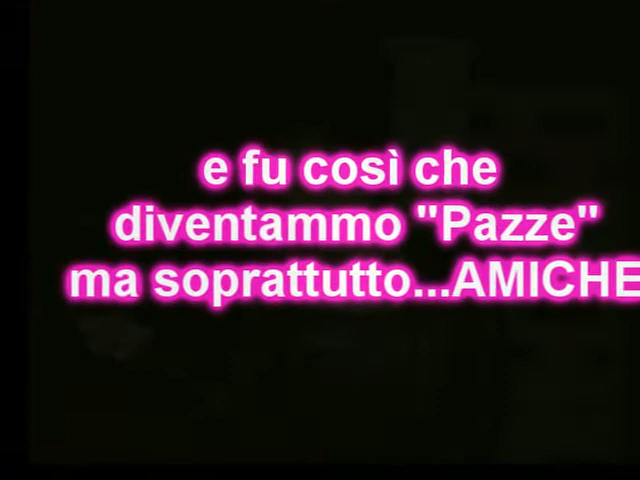 e fu così che
diventammo "Pazze"
ma soprattutto...AMICHE